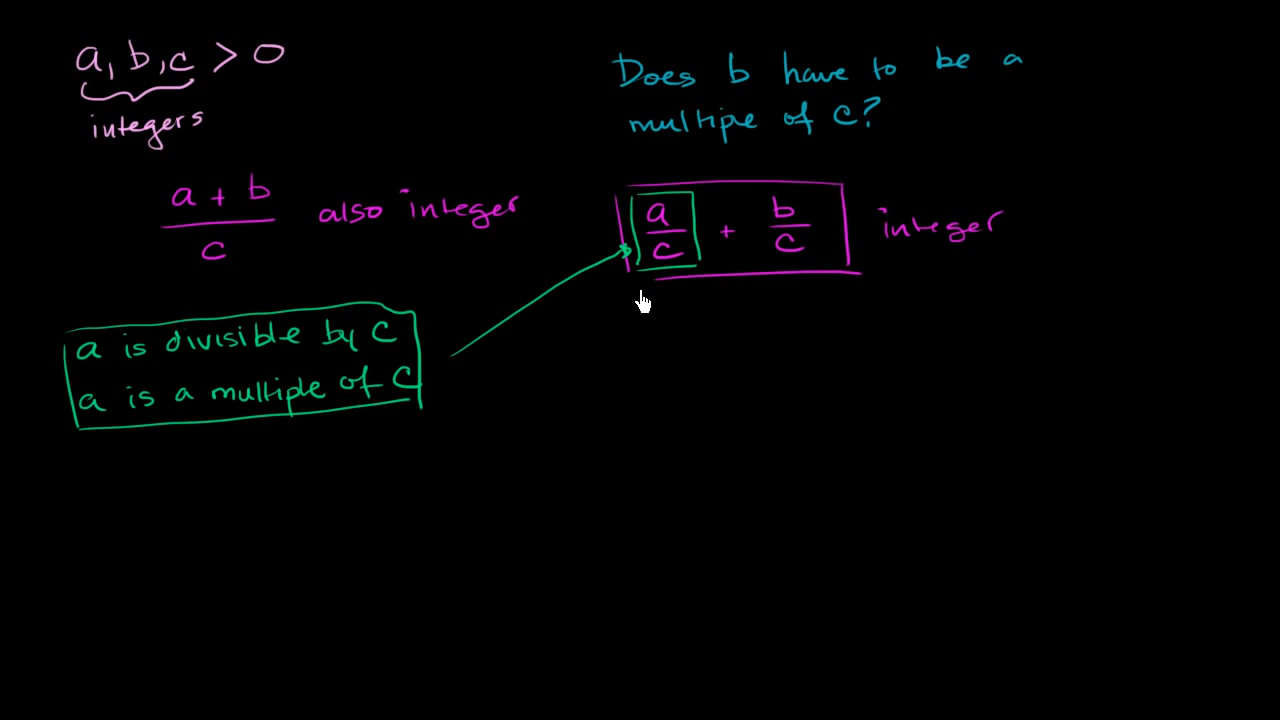 a, b, c > 0
integers
Does b have to be a
multiple of c?
a + b
c
also integer
a/c + b/c integer
a is divisible by c
a is a multiple of c